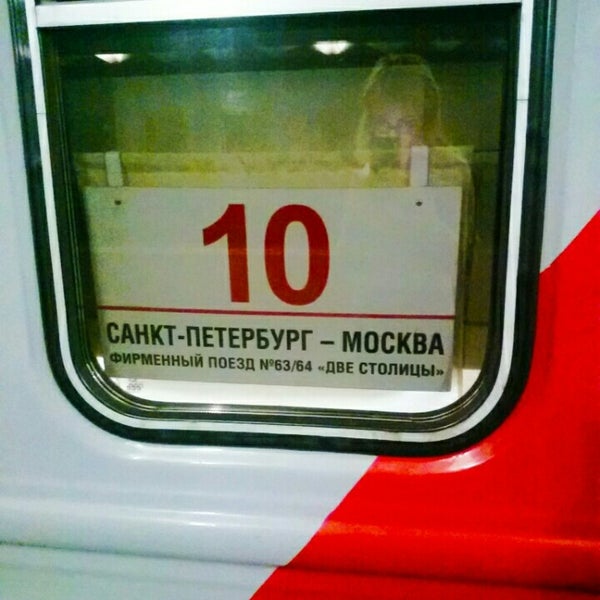 10
САНКТ-ПЕТЕРБУРГ – МОСКВА
ФИРМЕННЫЙ ПОЕЗД №63/64 «ДВЕ СТОЛИЦЫ»